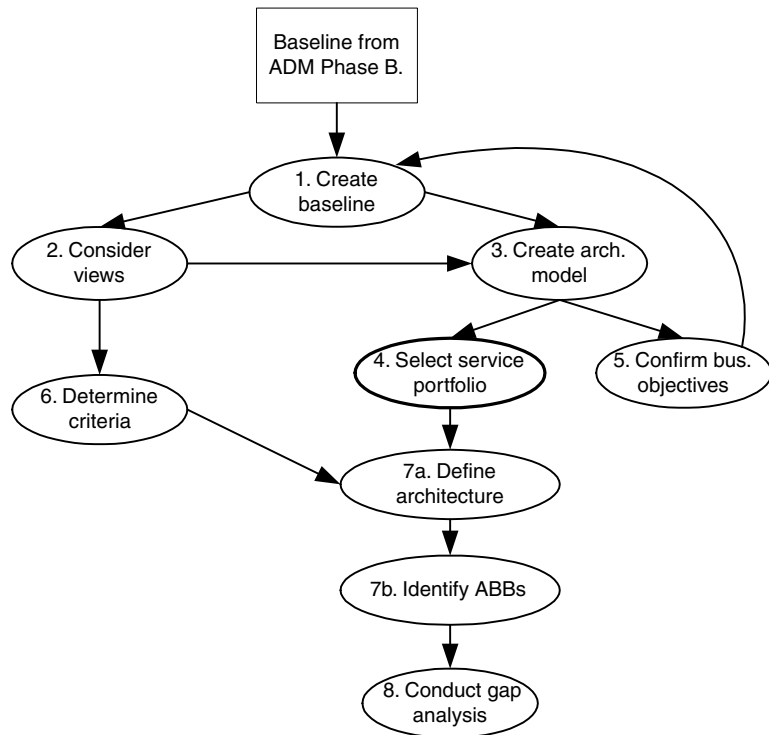 Baseline from
ADM Phase B.
1. Create
baseline
2. Consider
views
3. Create arch.
model
4. Select service
portfolio
5. Confirm bus.
objectives
6. Determine
criteria
7a. Define
architecture
7b. Identify ABBs
8. Conduct gap
analysis